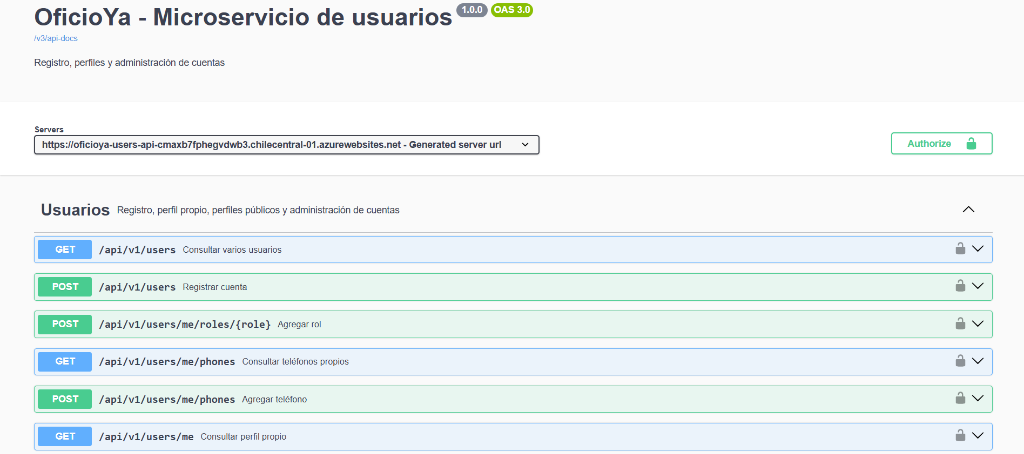 OficioYa - Microservicio de usuarios 1.0.0 OAS 3.0
/v3/api-docs
Registro, perfiles y administración de cuentas
Servers
https://oficioya-users-api-cmaxb7fphegvdwb3.chilecentral-01.azurewebsites.net - Generated server url
Authorize
Usuarios Registro, perfil propio, perfiles públicos y administración de cuentas
GET /api/v1/users Consultar varios usuarios
POST /api/v1/users Registrar cuenta
POST /api/v1/users/me/roles/{role} Agregar rol
GET /api/v1/users/me/phones Consultar teléfonos propios
POST /api/v1/users/me/phones Agregar teléfono
GET /api/v1/users/me Consultar perfil propio